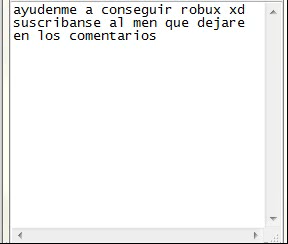 ayudenme a conseguir robux xd
suscribanse al men que dejare
en los comentarios